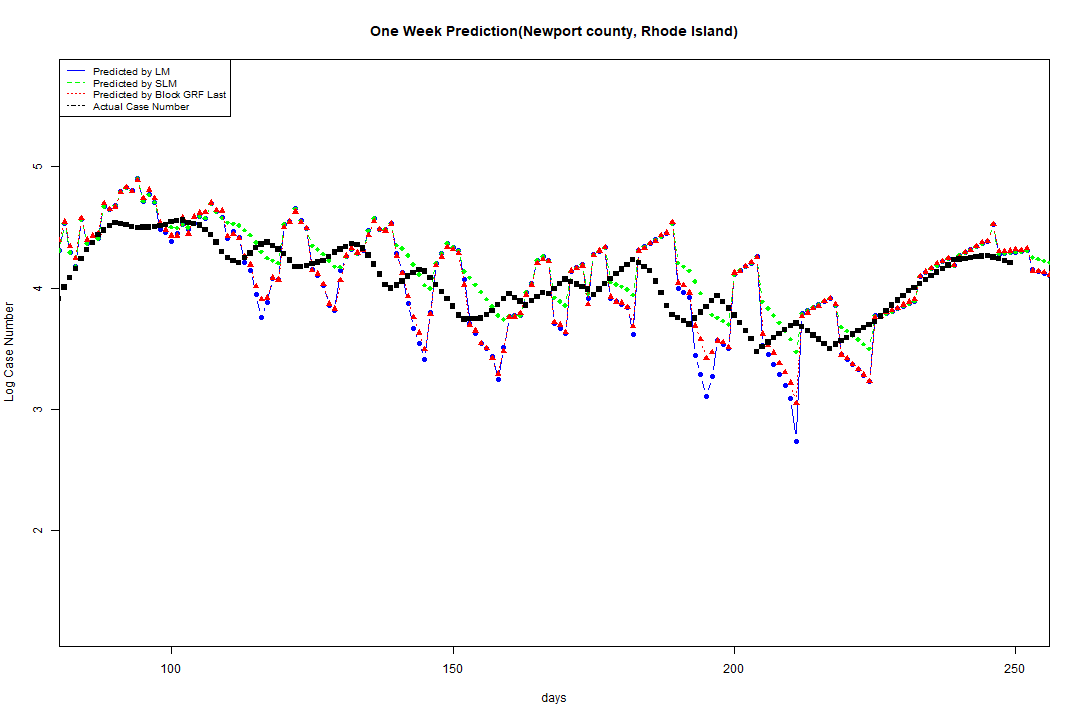 One Week Prediction(Newport county, Rhode Island)
Predicted by LM
Predicted by SLM
Predicted by Block GRF Last
Actual Case Number
Log Case Number
5
4
3
2
100 150 200 250
days